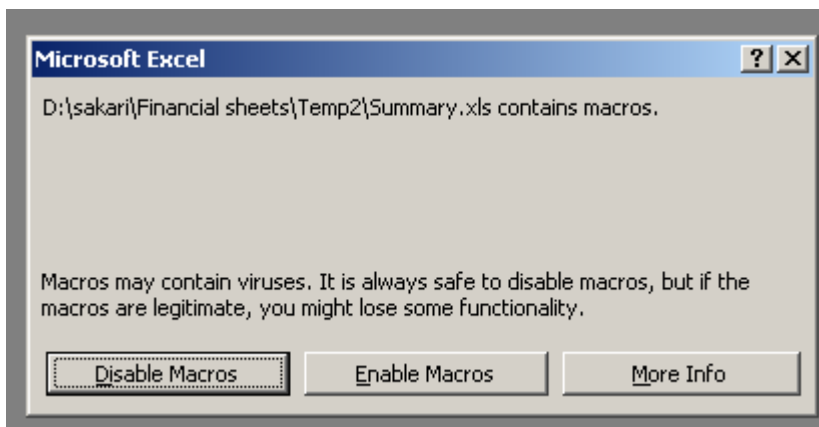 Microsoft Excel
D:\sakari\Financial sheets\Temp2\Summary.xls contains macros.
Macros may contain viruses. It is always safe to disable macros, but if the
macros are legitimate, you might lose some functionality.
Disable Macros Enable Macros More Info